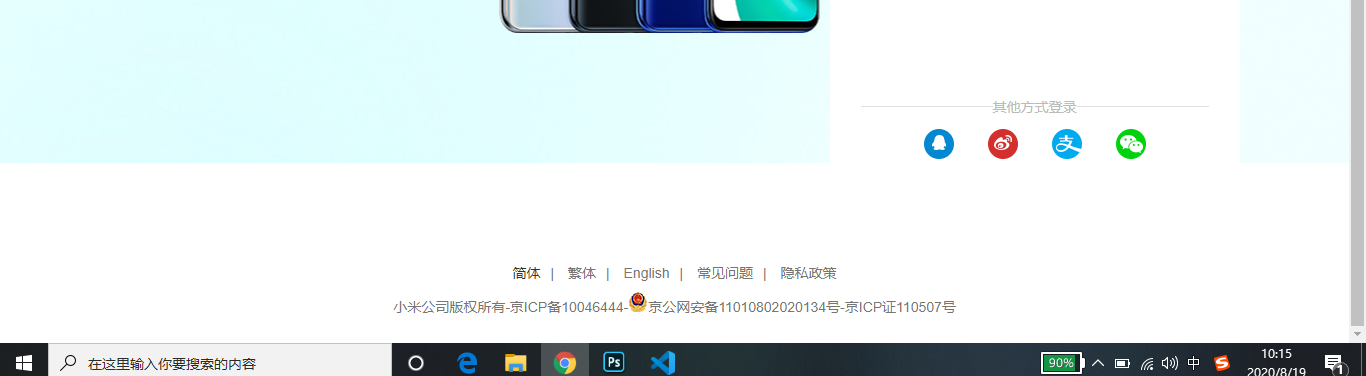 其他方式登录
简体 | 繁体 | English | 常见问题 | 隐私政策
小米公司版权所有-京ICP备10046444-京公网安备11010802020134号-京ICP证110507号
在这里输入你要搜索的内容
Ps
90%
中
10:15
2020/8/19
1